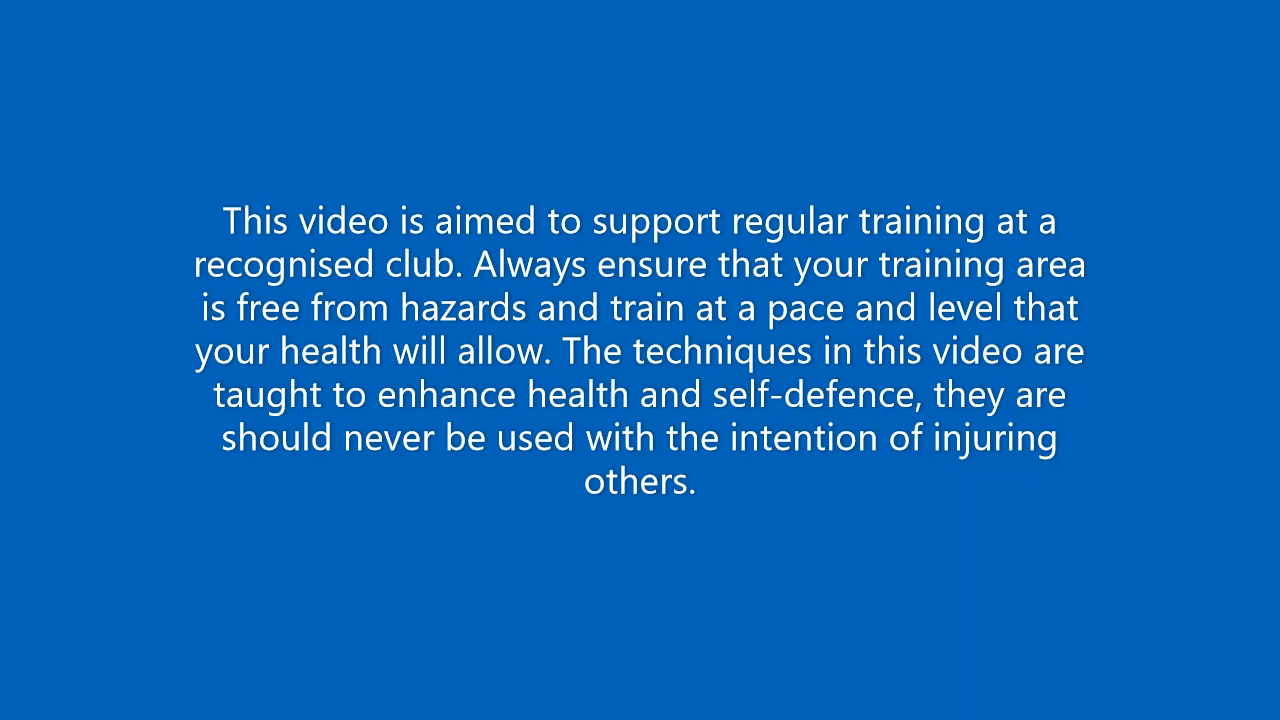 This video is aimed to support regular training at a
recognised club. Always ensure that your training area
is free from hazards and train at a pace and level that
your health will allow. The techniques in this video are
taught to enhance health and self-defence, they are
should never be used with the intention of injuring
others.